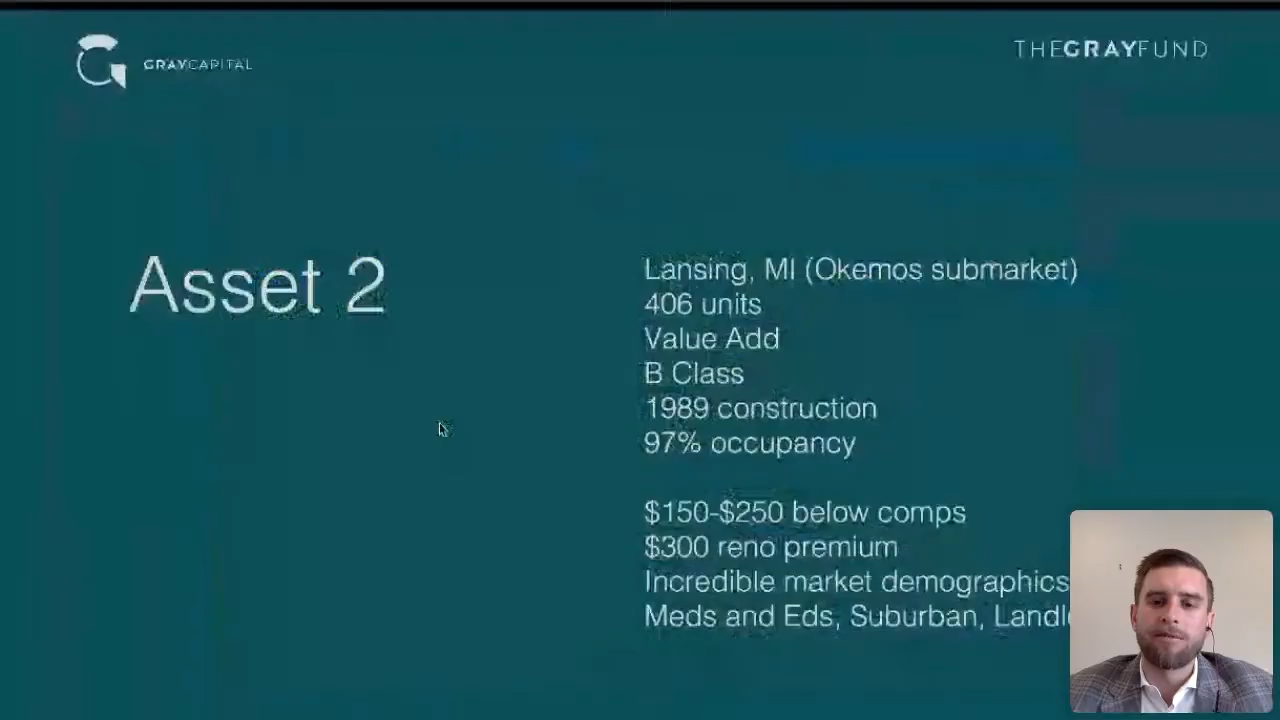 GRAYCAPITAL
THEGRAYFUND
Asset 2
Lansing, MI (Okemos submarket)
406 units
Value Add
B Class
1989 construction
97% occupancy
$150-$250 below comps
$300 reno premium
Incredible market demographics
Meds and Eds, Suburban,